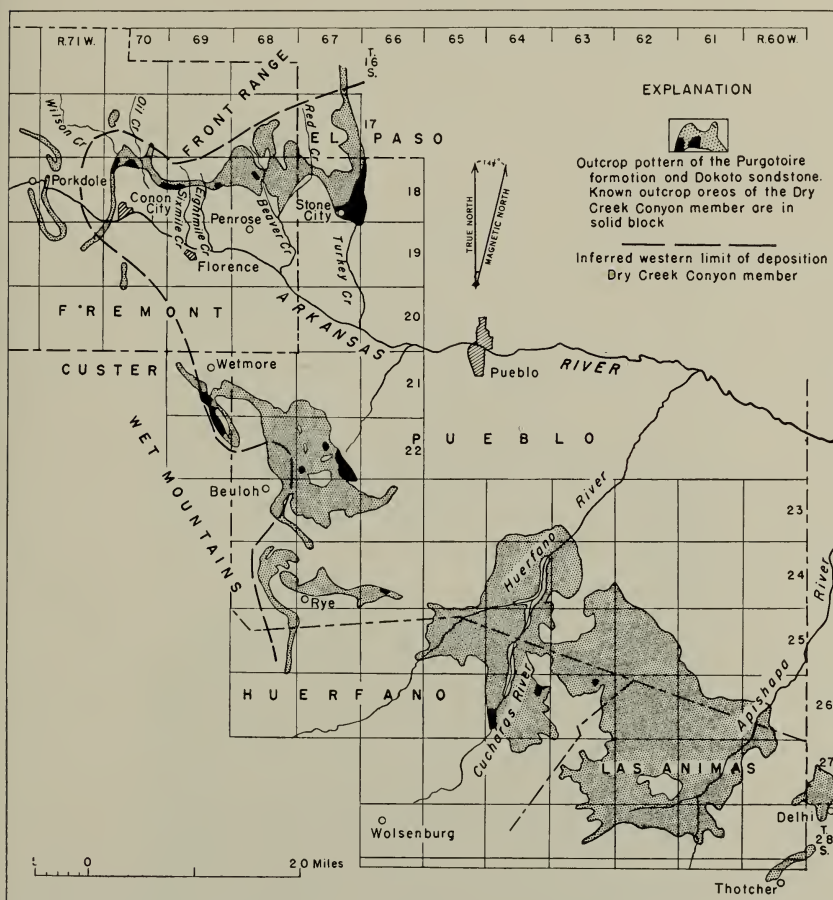 R.71W. 70 69 68 67 66 65 64 63 62 61 R.60W.
T.
16
S.
EXPLANATION
Outcrop pottern of the Purgotoire
formotion and Dokoto sondstone.
Known outcrop oreos of the Dry
Creek Conyon member are in
solid block
Inferred western limit of deposition
Dry Creek Conyon member
TRUE NORTH
MAGNETIC NORTH
FRONT RANGE
Wilson Cr
Oil Cr
Red Cr
EL PASO
17
Porkdole
Conon
City
Sixmile Cr
Eightmile Cr
Penrose
Beaver Cr
Stone
City
18
Florence
Turkey Cr
19
FREMONT
ARKANSAS
RIVER
20
Pueblo
CUSTER
Wetmore
21
PUEBLO
22
WET MOUNTAINS
Beuloh
23
Huerfano
River
24
Rye
25
HUERFANO
Cucharas River
Apishapa
River
26
LAS ANIMAS
27
Wolsenburg
Delhi
T.
28
S.
Thotcher
0 20 Miles